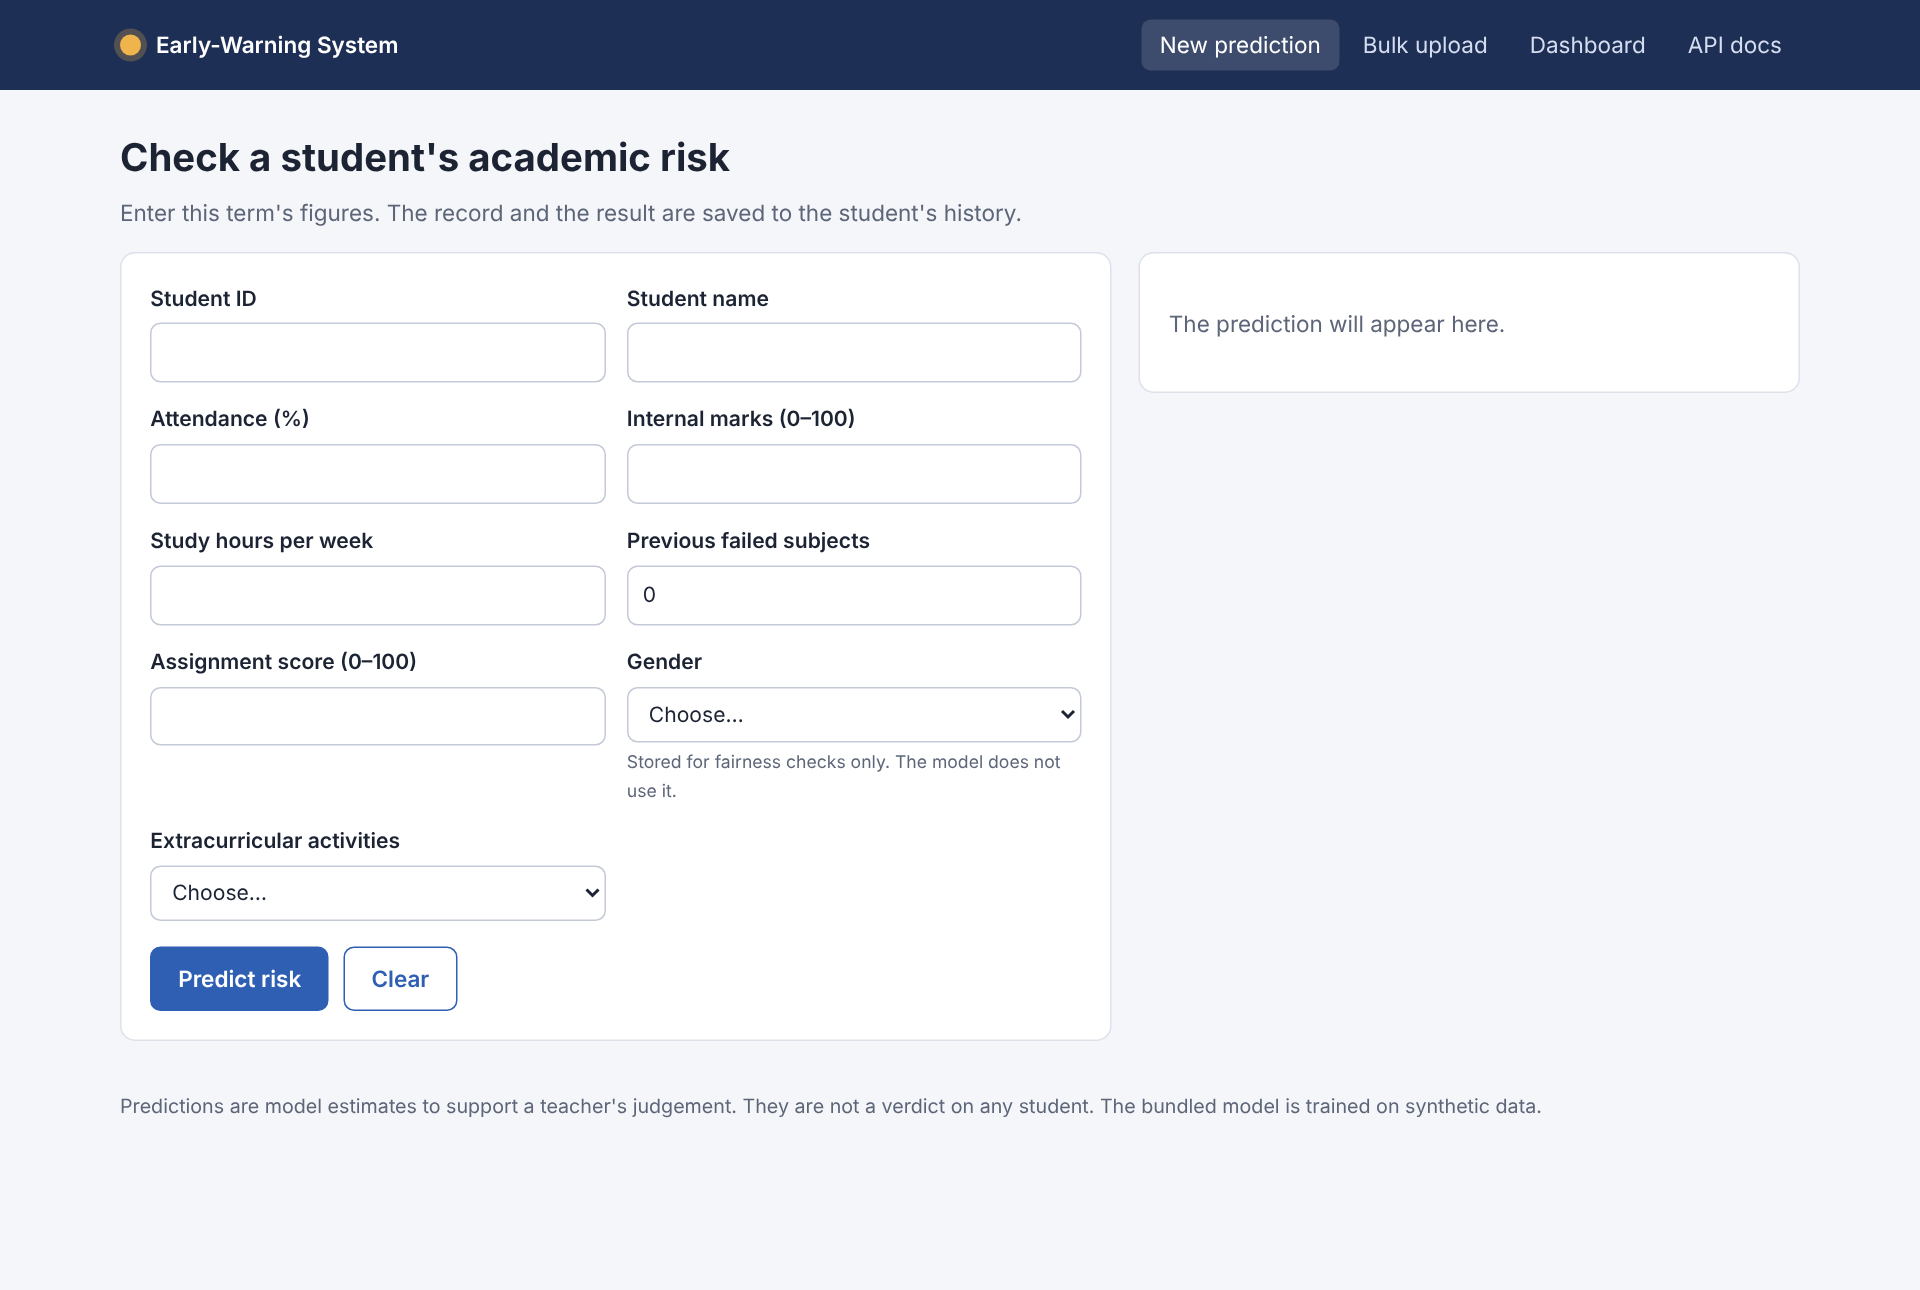 Early-Warning System
New prediction
Bulk upload
Dashboard
API docs
Check a student's academic risk
Enter this term's figures. The record and the result are saved to the student's history.
Student ID
Student name
Attendance (%)
Internal marks (0–100)
Study hours per week
Previous failed subjects
0
Assignment score (0–100)
Gender
Choose...
Stored for fairness checks only. The model does not
use it.
Extracurricular activities
Choose...
Predict risk
Clear
The prediction will appear here.
Predictions are model estimates to support a teacher's judgement. They are not a verdict on any student. The bundled model is trained on synthetic data.